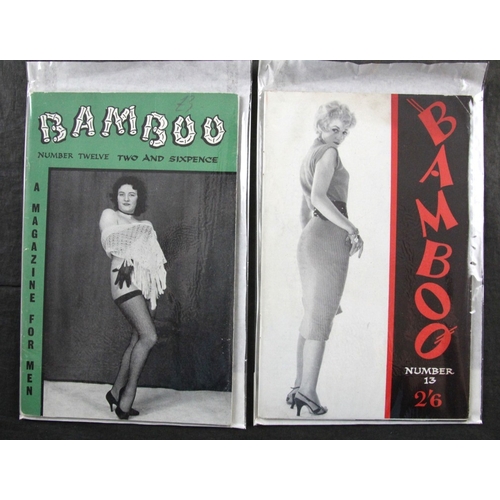 BAMBOO
NUMBER TWELVE TWO AND SIXPENCE
A MAGAZINE FOR MEN
BAMBOO
NUMBER
13
2'6